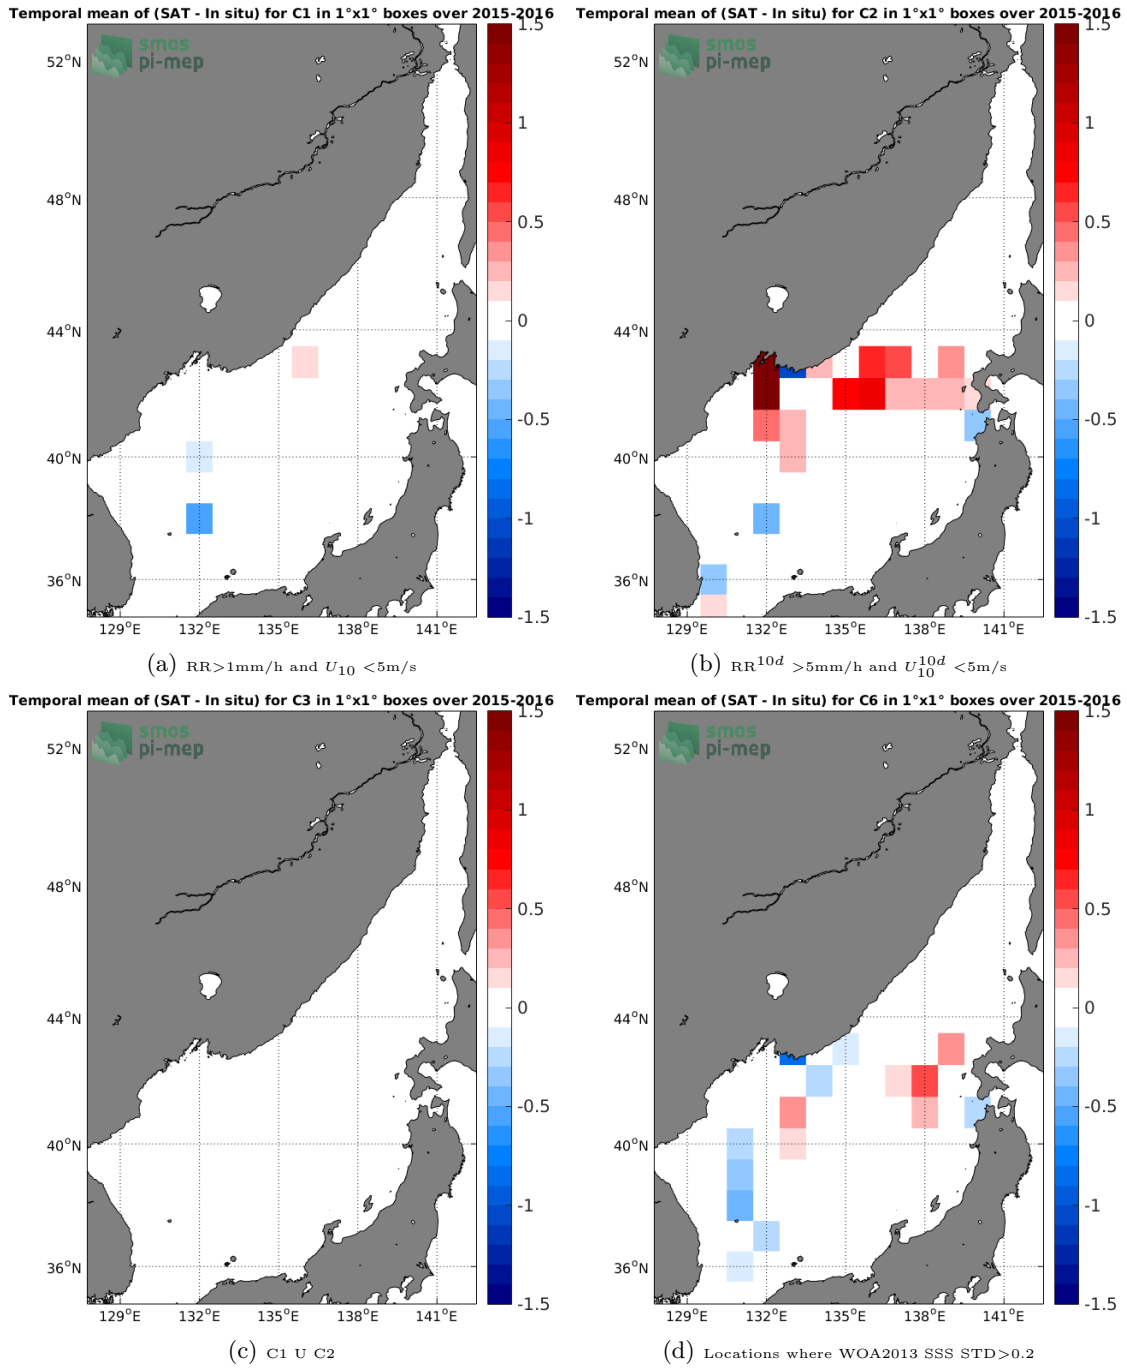 Temporal mean of (SAT - In situ) for C1 in 1°x1° boxes over 2015-2016
smos
pi-mep
52°N
48°N
44°N
40°N
36°N
129°E 132°E 135°E 138°E 141°E
1.5
1
0.5
0
-0.5
-1
-1.5
(a) RR>1mm/h and U10 <5m/s
Temporal mean of (SAT - In situ) for C2 in 1°x1° boxes over 2015-2016
smos
pi-mep
52°N
48°N
44°N
40°N
36°N
129°E 132°E 135°E 138°E 141°E
1.5
1
0.5
0
-0.5
-1
-1.5
(b) RR^10d >5mm/h and U10^10d <5m/s
Temporal mean of (SAT - In situ) for C3 in 1°x1° boxes over 2015-2016
smos
pi-mep
52°N
48°N
44°N
40°N
36°N
129°E 132°E 135°E 138°E 141°E
1.5
1
0.5
0
-0.5
-1
-1.5
(c) C1 U C2
Temporal mean of (SAT - In situ) for C6 in 1°x1° boxes over 2015-2016
smos
pi-mep
52°N
48°N
44°N
40°N
36°N
129°E 132°E 135°E 138°E 141°E
1.5
1
0.5
0
-0.5
-1
-1.5
(d) Locations where WOA2013 SSS STD>0.2